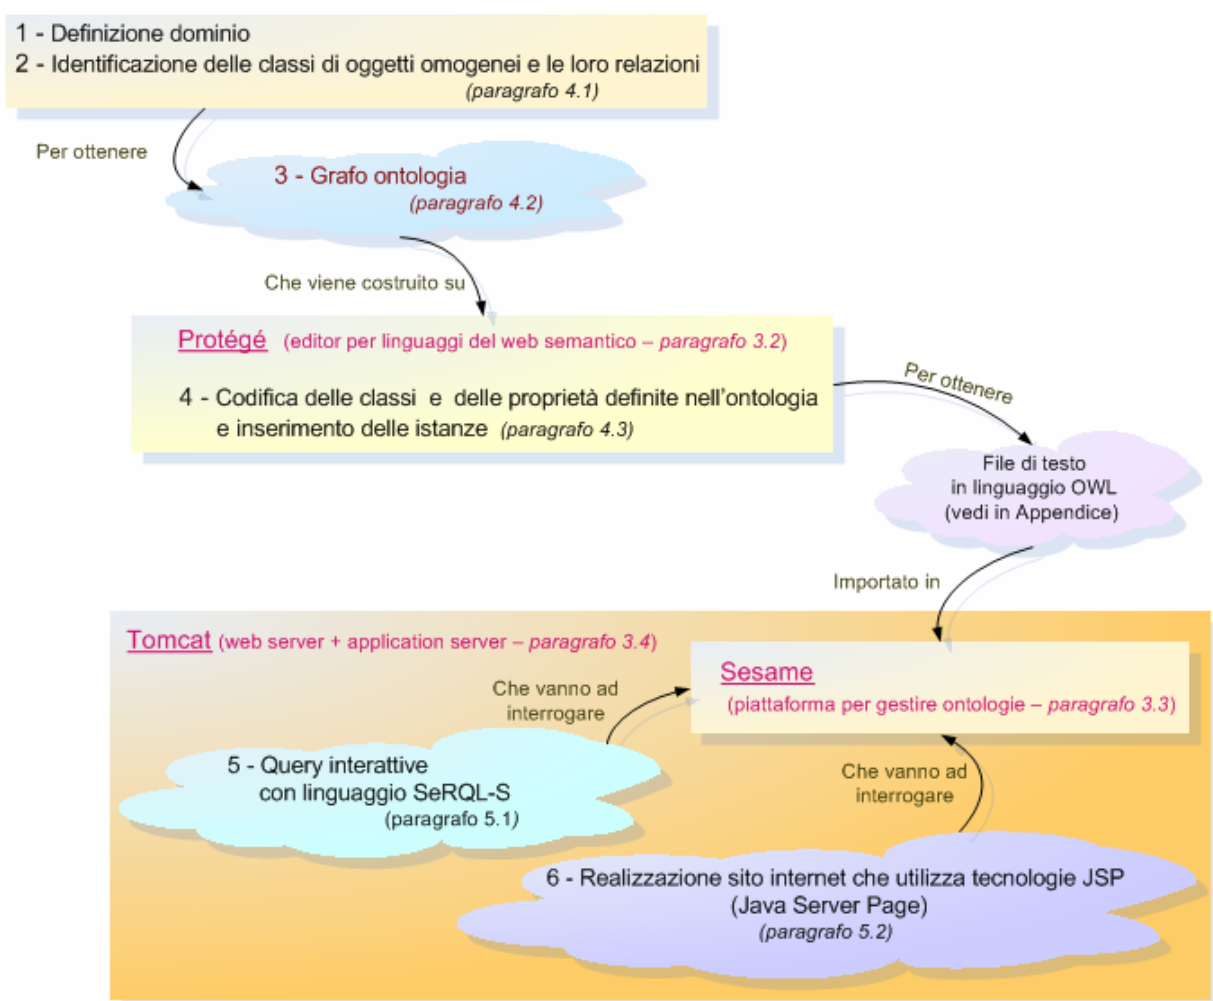 1 - Definizione dominio
2 - Identificazione delle classi di oggetti omogenei e le loro relazioni
(paragrafo 4.1)
Per ottenere
3 - Grafo ontologia
(paragrafo 4.2)
Che viene costruito su
Protégé (editor per linguaggi del web semantico – paragrafo 3.2)
4 - Codifica delle classi e delle proprietà definite nell'ontologia
e inserimento delle istanze (paragrafo 4.3)
Per ottenere
File di testo
in linguaggio OWL
(vedi in Appendice)
Importato in
Tomcat (web server + application server – paragrafo 3.4)
Sesame
(piattaforma per gestire ontologie – paragrafo 3.3)
Che vanno ad
interrogare
5 - Query interattive
con linguaggio SeRQL-S
(paragrafo 5.1)
Che vanno ad
interrogare
6 - Realizzazione sito internet che utilizza tecnologie JSP
(Java Server Page)
(paragrafo 5.2)